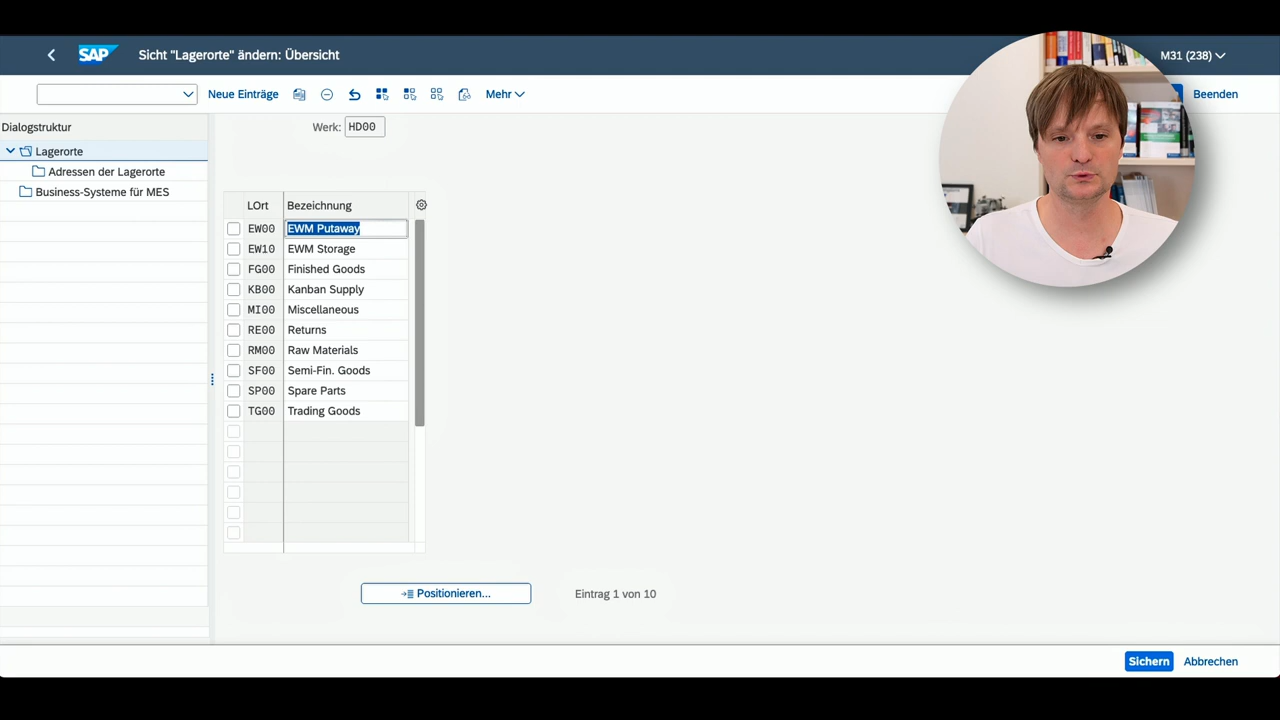 SAP Sicht "Lagerorte" ändern: Übersicht M31 (238)
Neue Einträge Mehr Beenden
Dialogstruktur
Lagerorte
Adressen der Lagerorte
Business-Systeme für MES
Werk: HD00
LOrt Bezeichnung
EW00 EWM Putaway
EW10 EWM Storage
FG00 Finished Goods
KB00 Kanban Supply
MI00 Miscellaneous
RE00 Returns
RM00 Raw Materials
SF00 Semi-Fin. Goods
SP00 Spare Parts
TG00 Trading Goods
Positionieren... Eintrag 1 von 10
Sichern Abbrechen